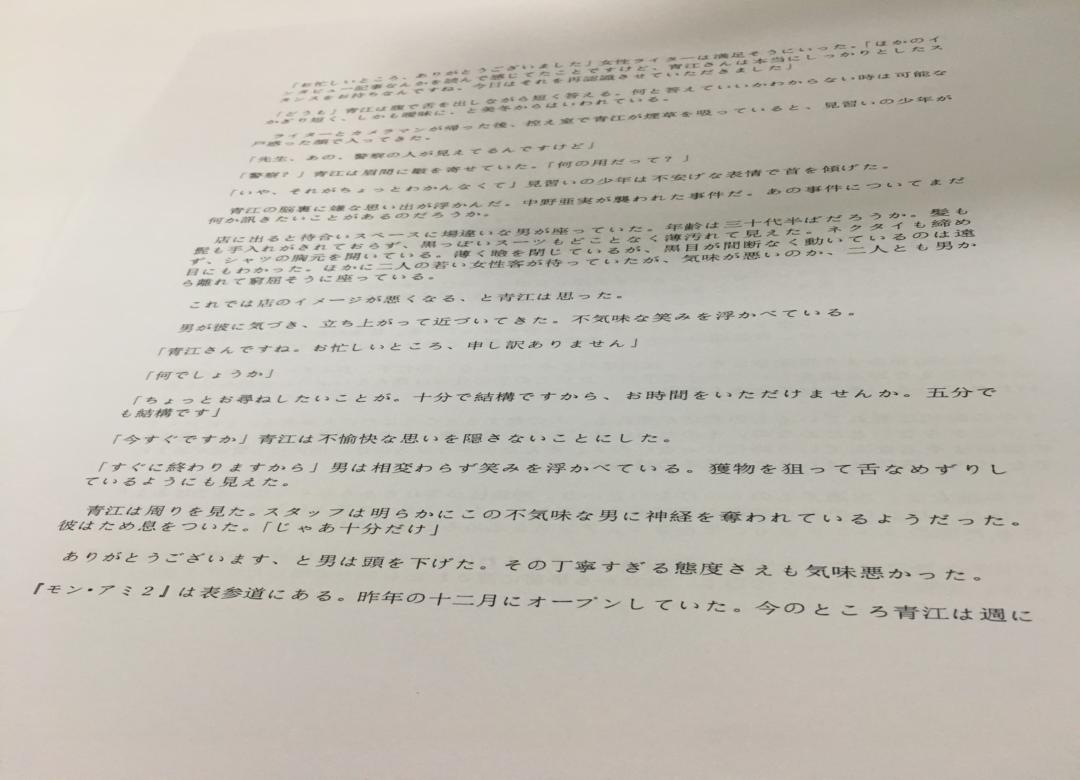 「お忙しいところ、ありがとうございました」女性ライターは満足そうにいった。「ほかのイ
ンタビュー記事なんかを読んで感じてたことですけど、青江さんは本当にしっかりとしたス
タンスをお持ちなんですね。今日はそれを再認識させていただきました」
「どうも」青江は腹で舌を出しながら短く答える。何と答えていいかわからない時は可能な
かぎり短く、しかも曖昧に、と美冬からはいわれている。
ライターとカメラマンが帰った後、控え室で青江が煙草を吸っていると、見習いの少年が
戸惑った顔で入ってきた。
「先生、あの、警察の人が見えてるんですけど」
「警察？」青江は眉間に皺を寄せていた。「何の用だって？」
「いや、それがちょっとわかんなくて」見習いの少年は不安げな表情で首を傾げた。
青江の脳裏に嫌な思い出が浮かんだ。中野亜実が襲われた事件だ。あの事件についてまだ
何か訊きたいことがあるのだろうか。
店に出ると待合いスペースに場違いな男が座っていた。年齢は三十代半ばだろうか。髪も
髭も手入れがされておらず、黒っぽいスーツもどことなく薄汚れて見えた。ネクタイも締め
ず、シャツの胸元を開いている。薄く瞼を閉じているが、黒目が間断なく動いているのは遠
目にもわかった。ほかに二人の若い女性客が待っていたが、気味が悪いのか、二人とも男か
ら離れて窮屈そうに座っている。
これでは店のイメージが悪くなる、と青江は思った。
男が彼に気づき、立ち上がって近づいてきた。不気味な笑みを浮かべている。
「青江さんですね。お忙しいところ、申し訳ありません」
「何でしょうか」
「ちょっとお尋ねしたいことが。十分で結構ですから、お時間をいただけませんか。五分で
も結構です」
「今すぐですか」青江は不愉快な思いを隠さないことにした。
「すぐに終わりますから」男は相変わらず笑みを浮かべている。獲物を狙って舌なめずりし
ているようにも見えた。
青江は周りを見た。スタッフは明らかにこの不気味な男に神経を奪われているようだった。
彼はため息をついた。「じゃあ十分だけ」
ありがとうございます、と男は頭を下げた。その丁寧すぎる態度さえも気味悪かった。
『モン・アミ２』は表参道にある。昨年の十二月にオープンしていた。今のところ青江は週に